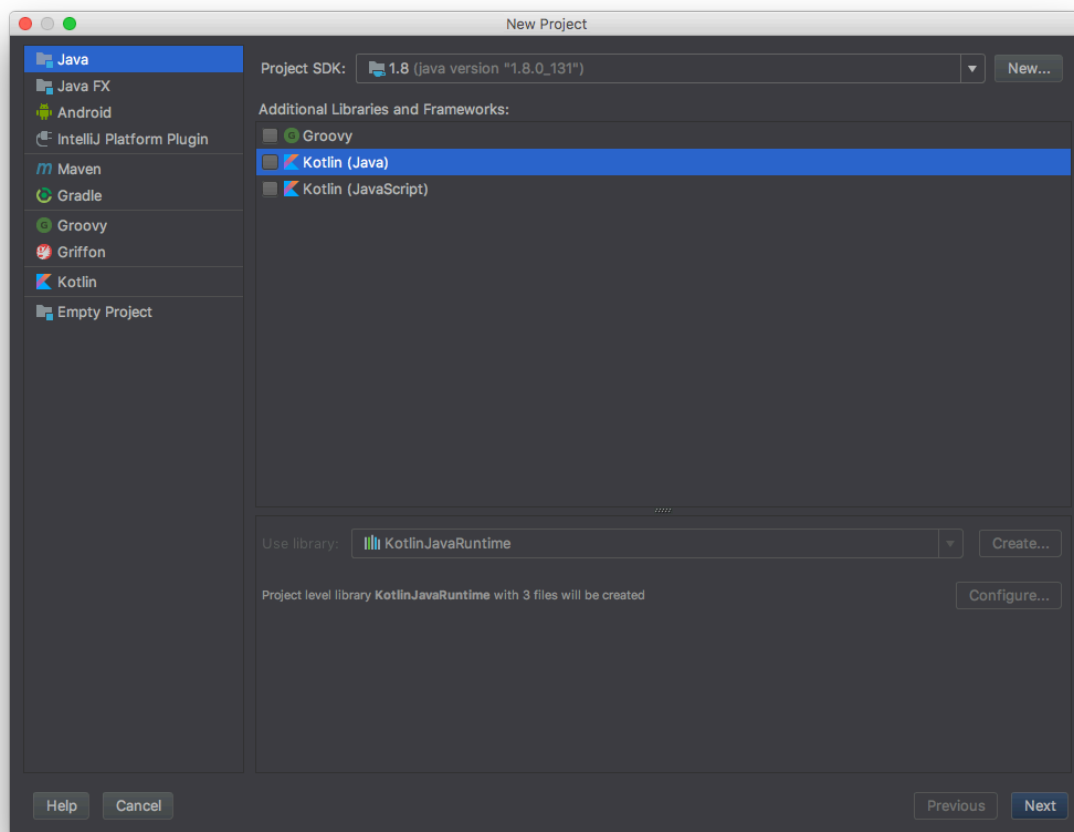 New Project
Java
Java FX
Android
IntelliJ Platform Plugin
Maven
Gradle
Groovy
Griffon
Kotlin
Empty Project
Project SDK: 1.8 (java version "1.8.0_131") New...
Additional Libraries and Frameworks:
Groovy
Kotlin (Java)
Kotlin (JavaScript)
Use library: KotlinJavaRuntime Create...
Project level library KotlinJavaRuntime with 3 files will be created Configure...
Help Cancel Previous Next